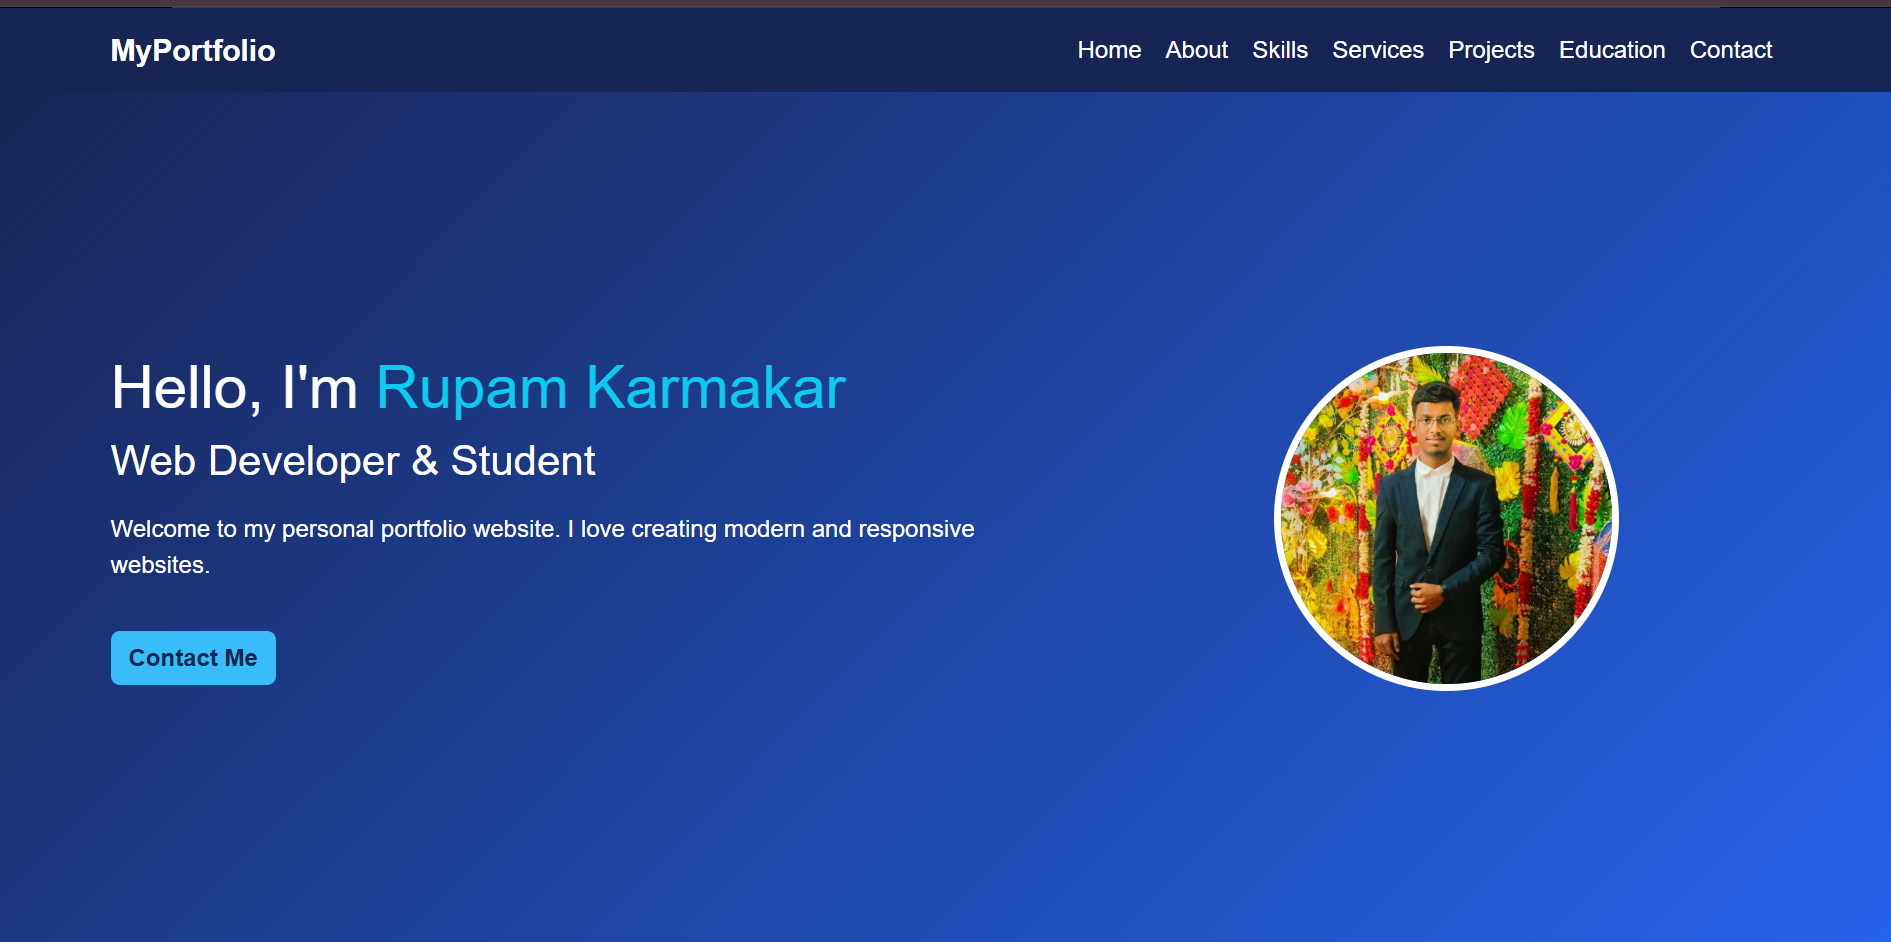 MyPortfolio
Home About Skills Services Projects Education Contact
Hello, I'm Rupam Karmakar
Web Developer & Student
Welcome to my personal portfolio website. I love creating modern and responsive
websites.
Contact Me